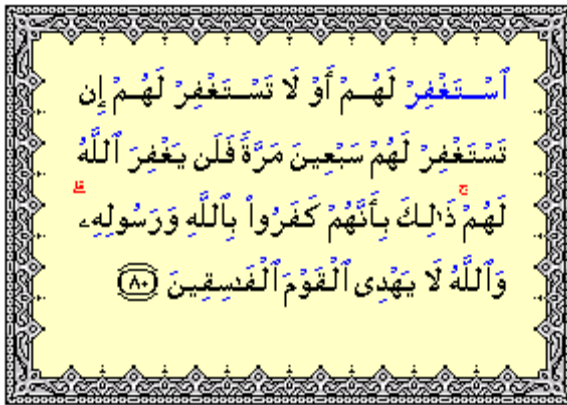 ٱسْتَغْفِرْ لَهُمْ أَوْ لَا تَسْتَغْفِرْ لَهُمْ إِن
تَسْتَغْفِرْ لَهُمْ سَبْعِينَ مَرَّةً فَلَن يَغْفِرَ ٱللَّهُ
لَهُمْ ۚ ذَٰلِكَ بِأَنَّهُمْ كَفَرُوا۟ بِٱللَّهِ وَرَسُولِهِۦ ۗ
وَٱللَّهُ لَا يَهْدِى ٱلْقَوْمَ ٱلْفَـٰسِقِينَ ٨٠